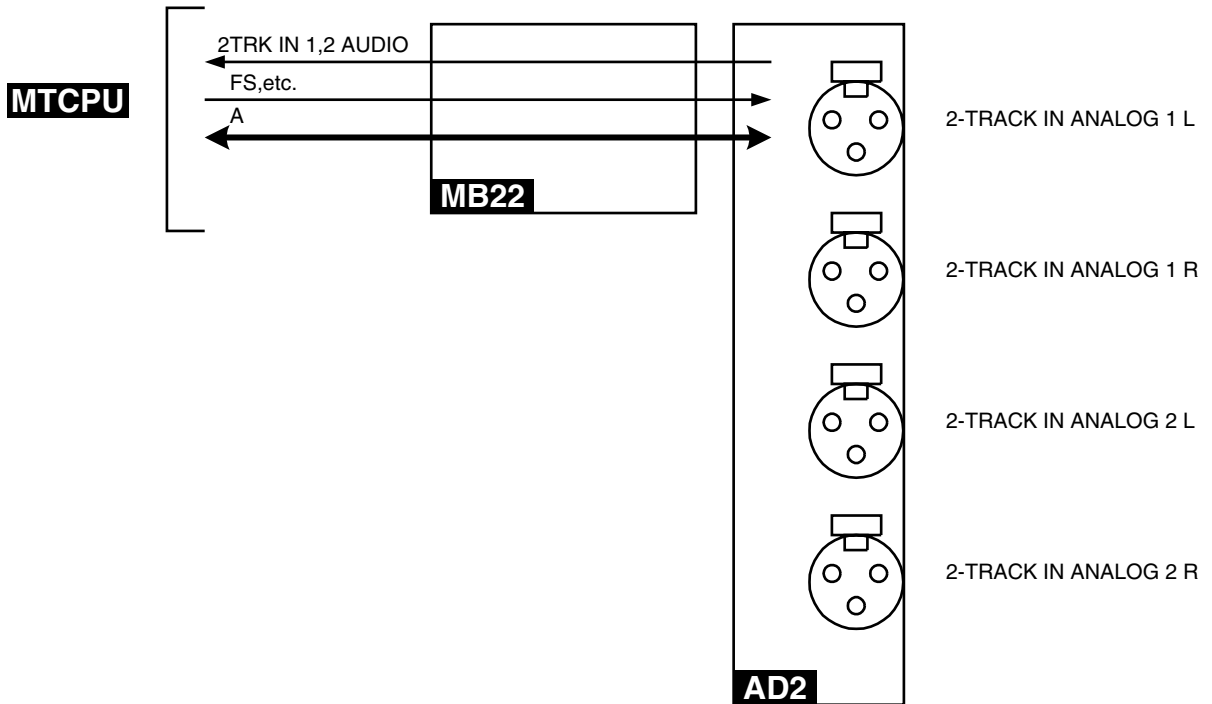 2TRK IN 1,2 AUDIO
FS,etc.
MTCPU
A
2-TRACK IN ANALOG 1 L
MB22
2-TRACK IN ANALOG 1 R
2-TRACK IN ANALOG 2 L
2-TRACK IN ANALOG 2 R
AD2